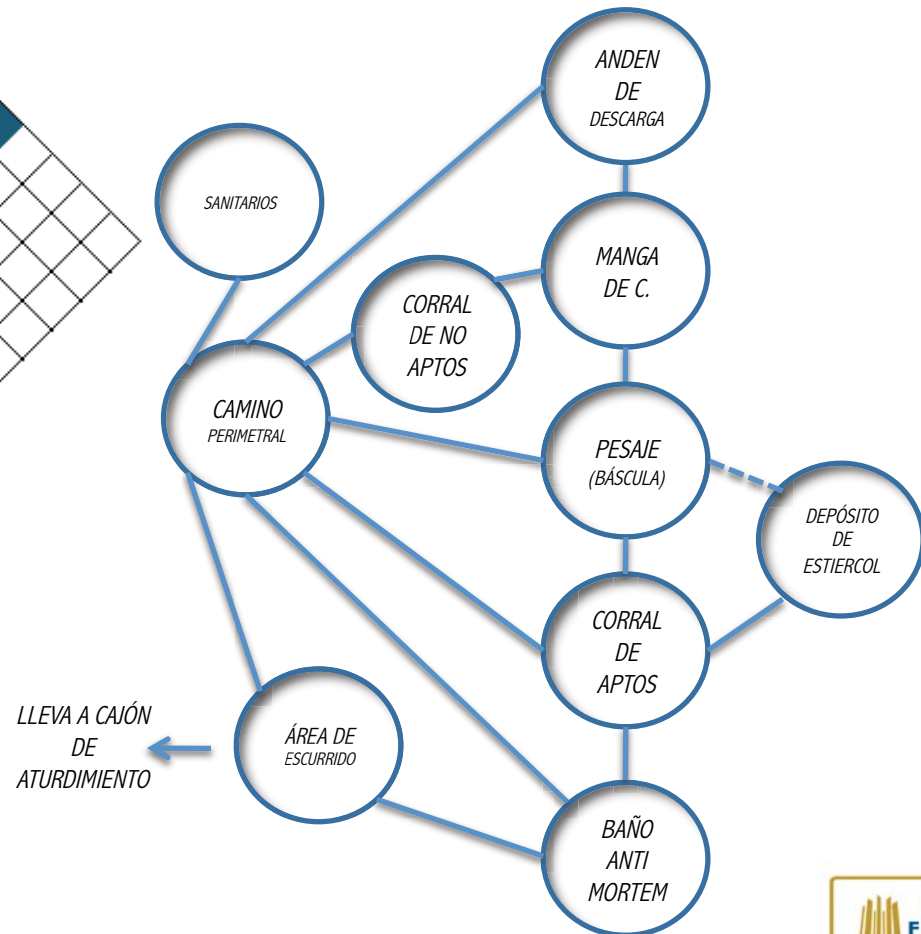 ANDEN
DE
DESCARGA
SANITARIOS
MANGA
DE C.
CORRAL
DE NO
APTOS
CAMINO
PERIMETRAL
PESAJE
(BÁSCULA)
DEPÓSITO
DE
ESTIERCOL
CORRAL
DE
APTOS
LLEVA A CAJÓN
DE
ATURDIMIENTO
ÁREA DE
ESCURRIDO
BAÑO
ANTI
MORTEM